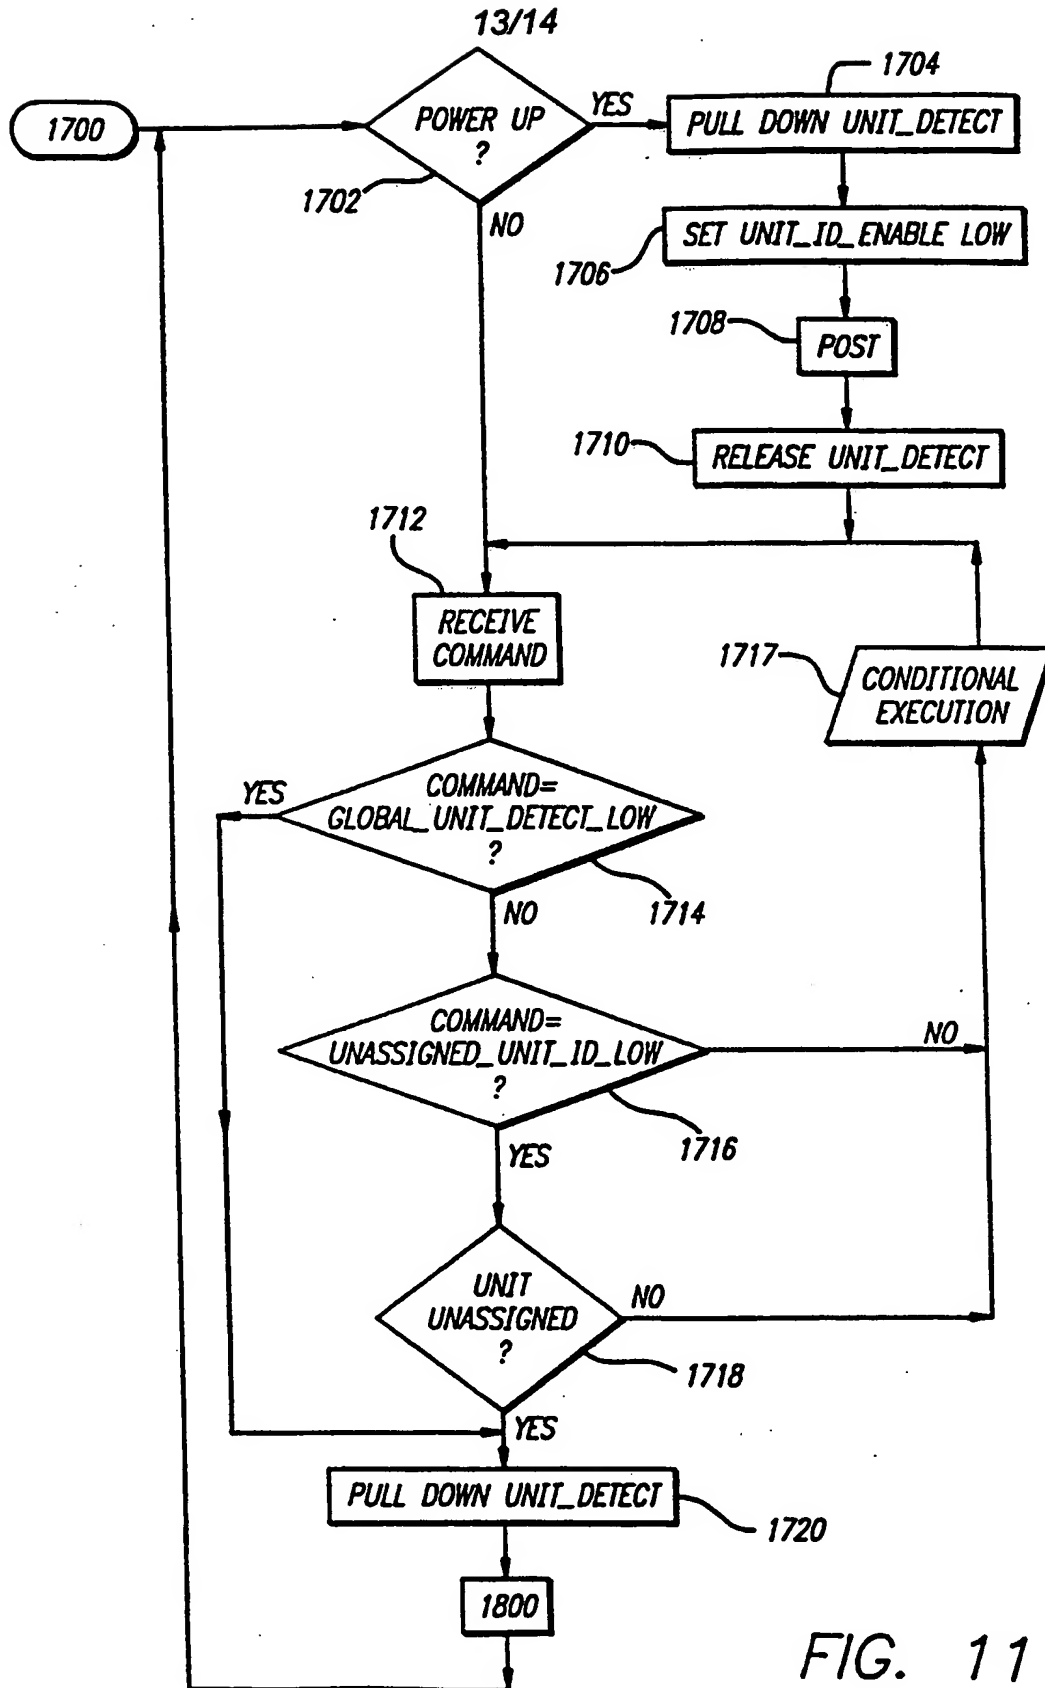 13/14
1700
POWER UP
?
1702
YES
NO
PULL DOWN UNIT_DETECT
1704
SET UNIT_ID_ENABLE LOW
1706
1708
POST
1710
RELEASE UNIT_DETECT
1712
RECEIVE
COMMAND
1717
CONDITIONAL
EXECUTION
YES
COMMAND=
GLOBAL_UNIT_DETECT_LOW
?
1714
NO
COMMAND=
UNASSIGNED_UNIT_ID_LOW
?
NO
1716
YES
UNIT
UNASSIGNED
?
NO
1718
YES
PULL DOWN UNIT_DETECT
1720
1800
FIG. 11